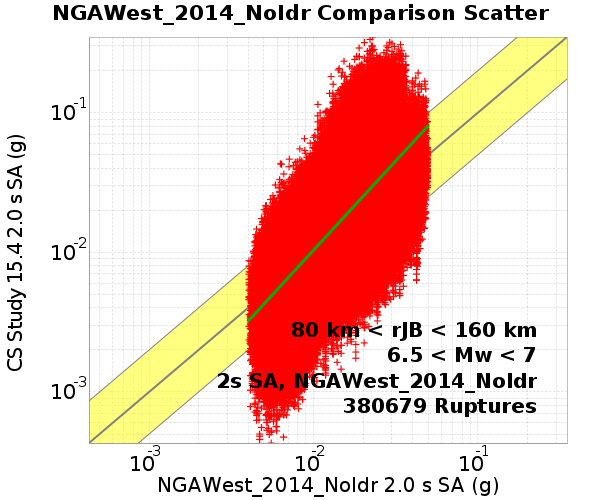 NGAWest_2014_NoIdr Comparison Scatter
CS Study 15.4 2.0 s SA (g)
10-1
10-2
10-3
80 km < rJB < 160 km
6.5 < Mw < 7
2s SA, NGAWest_2014_NoIdr
380679 Ruptures
10-3 10-2 10-1
NGAWest_2014_NoIdr 2.0 s SA (g)